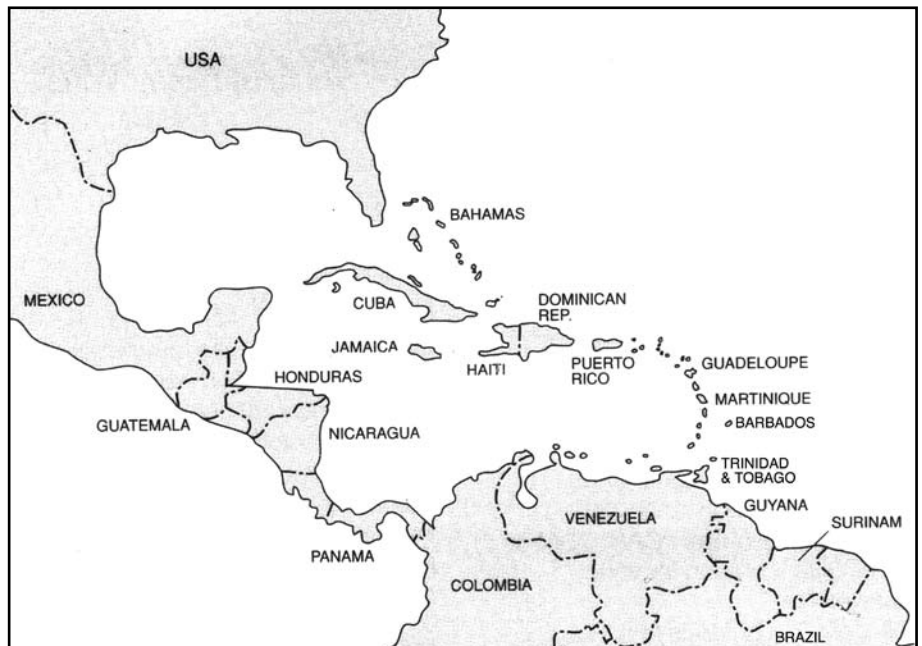 USA
BAHAMAS
MEXICO
CUBA
DOMINICAN
REP.
JAMAICA
HAITI
PUERTO
RICO
GUADELOUPE
HONDURAS
MARTINIQUE
GUATEMALA
NICARAGUA
BARBADOS
TRINIDAD
& TOBAGO
GUYANA
VENEZUELA
SURINAM
PANAMA
COLOMBIA
BRAZIL